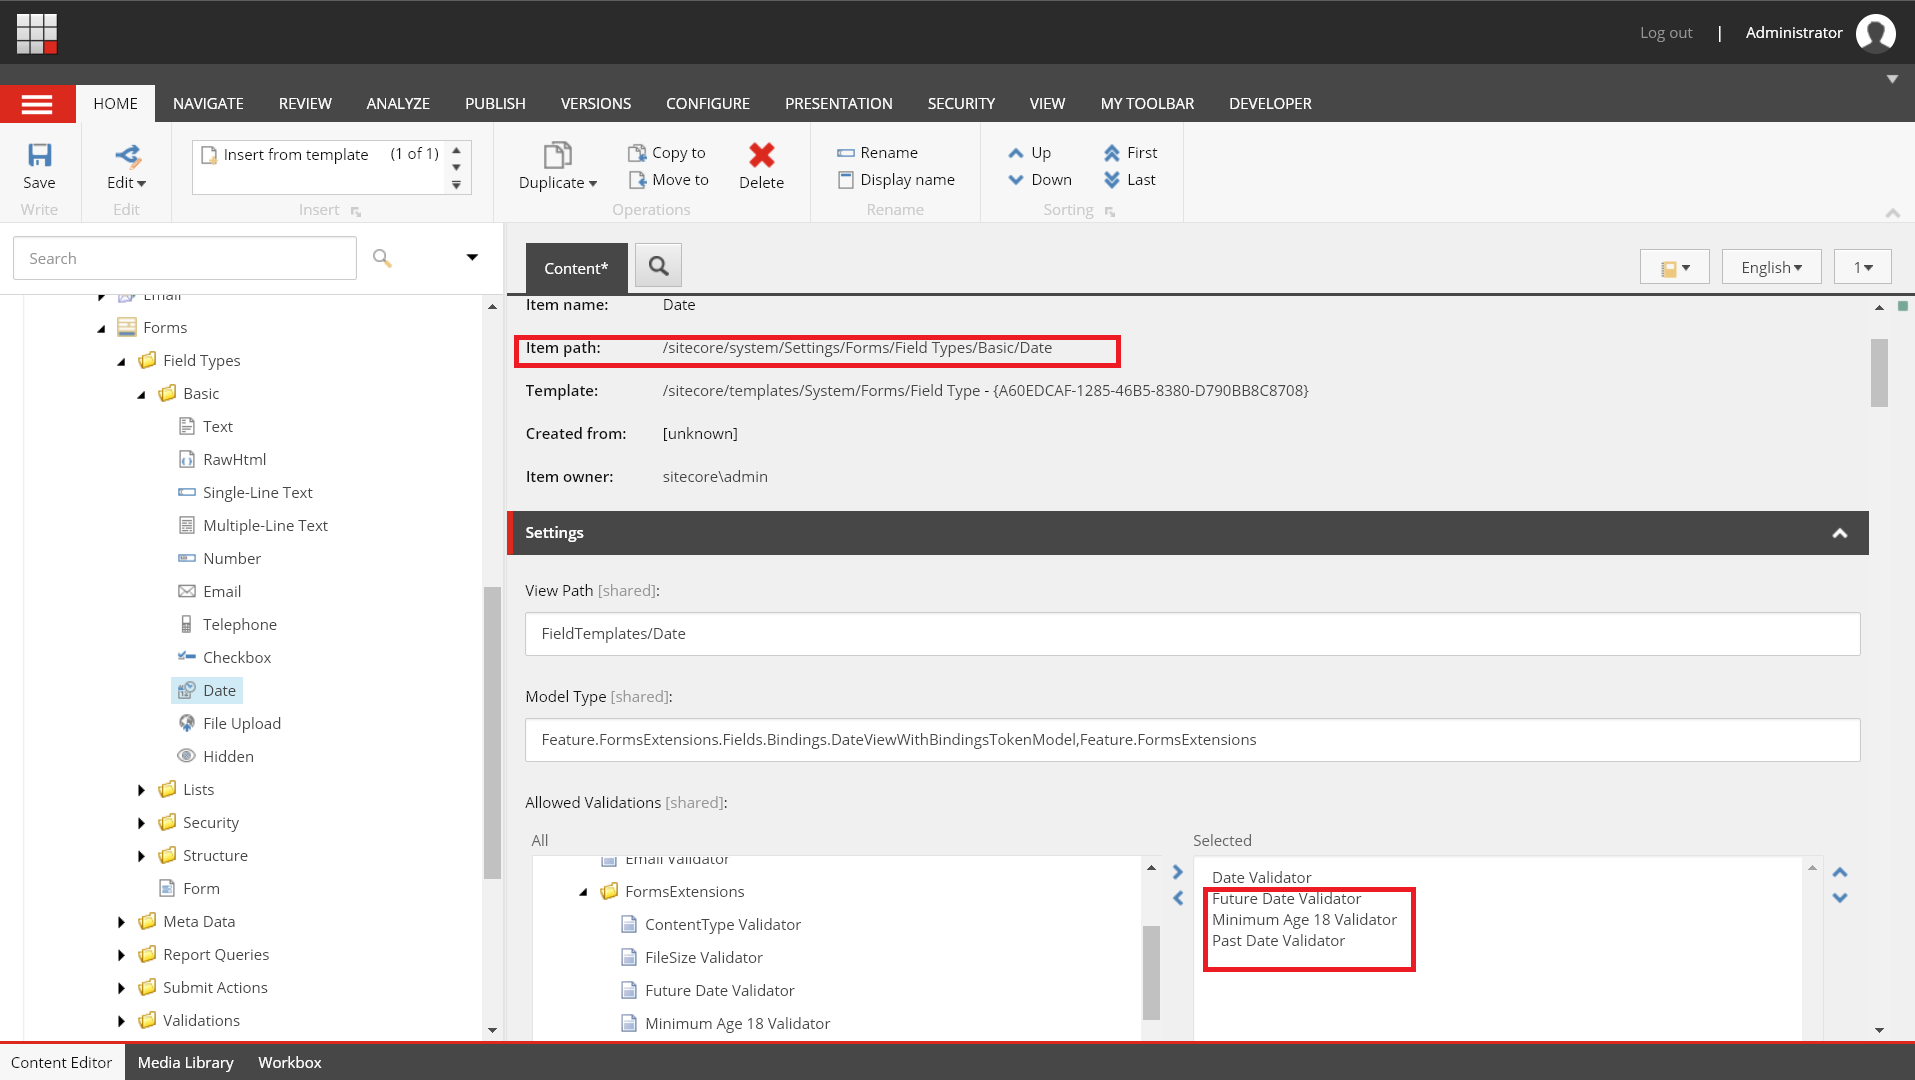 Log out | Administrator
HOME NAVIGATE REVIEW ANALYZE PUBLISH VERSIONS CONFIGURE PRESENTATION SECURITY VIEW MY TOOLBAR DEVELOPER
Save
Write
Edit
Edit
Insert from template (1 of 1)
Insert
Duplicate
Copy to
Move to
Delete
Operations
Rename
Display name
Rename
Up
Down
First
Last
Sorting
Search
Content*
English
1
Email
Forms
Field Types
Basic
Text
RawHtml
Single-Line Text
Multiple-Line Text
Number
Email
Telephone
Checkbox
Date
File Upload
Hidden
Lists
Security
Structure
Form
Meta Data
Report Queries
Submit Actions
Validations
Item name: Date
Item path: /sitecore/system/Settings/Forms/Field Types/Basic/Date
Template: /sitecore/templates/System/Forms/Field Type - {A60EDCAF-1285-46B5-8380-D790BB8C8708}
Created from: [unknown]
Item owner: sitecore\admin
Settings
View Path [shared]:
FieldTemplates/Date
Model Type [shared]:
Feature.FormsExtensions.Fields.Bindings.DateViewWithBindingsTokenModel,Feature.FormsExtensions
Allowed Validations [shared]:
All
Email Validator
FormsExtensions
ContentType Validator
FileSize Validator
Future Date Validator
Minimum Age 18 Validator
Selected
Date Validator
Future Date Validator
Minimum Age 18 Validator
Past Date Validator
Content Editor Media Library Workbox